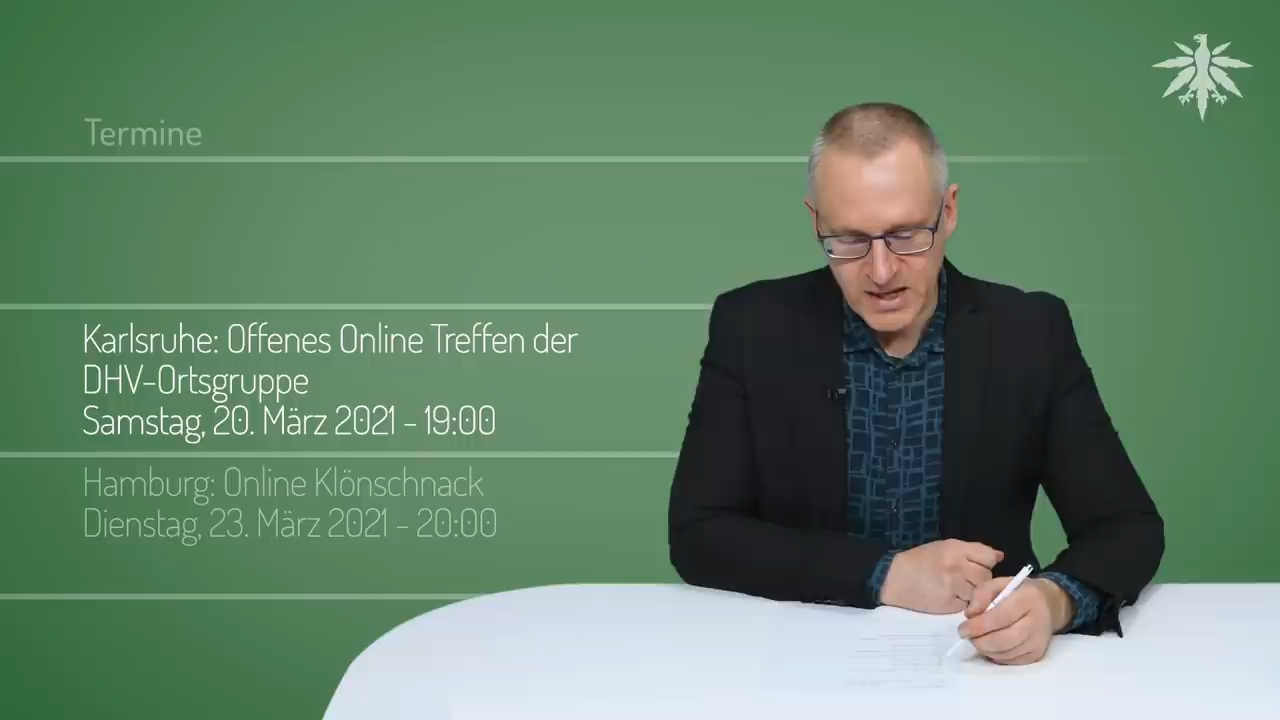 Termine
Karlsruhe: Offenes Online Treffen der
DHV-Ortsgruppe
Samstag, 20. März 2021 - 19:00
Hamburg: Online Klönschnack
Dienstag, 23. März 2021 - 20:00